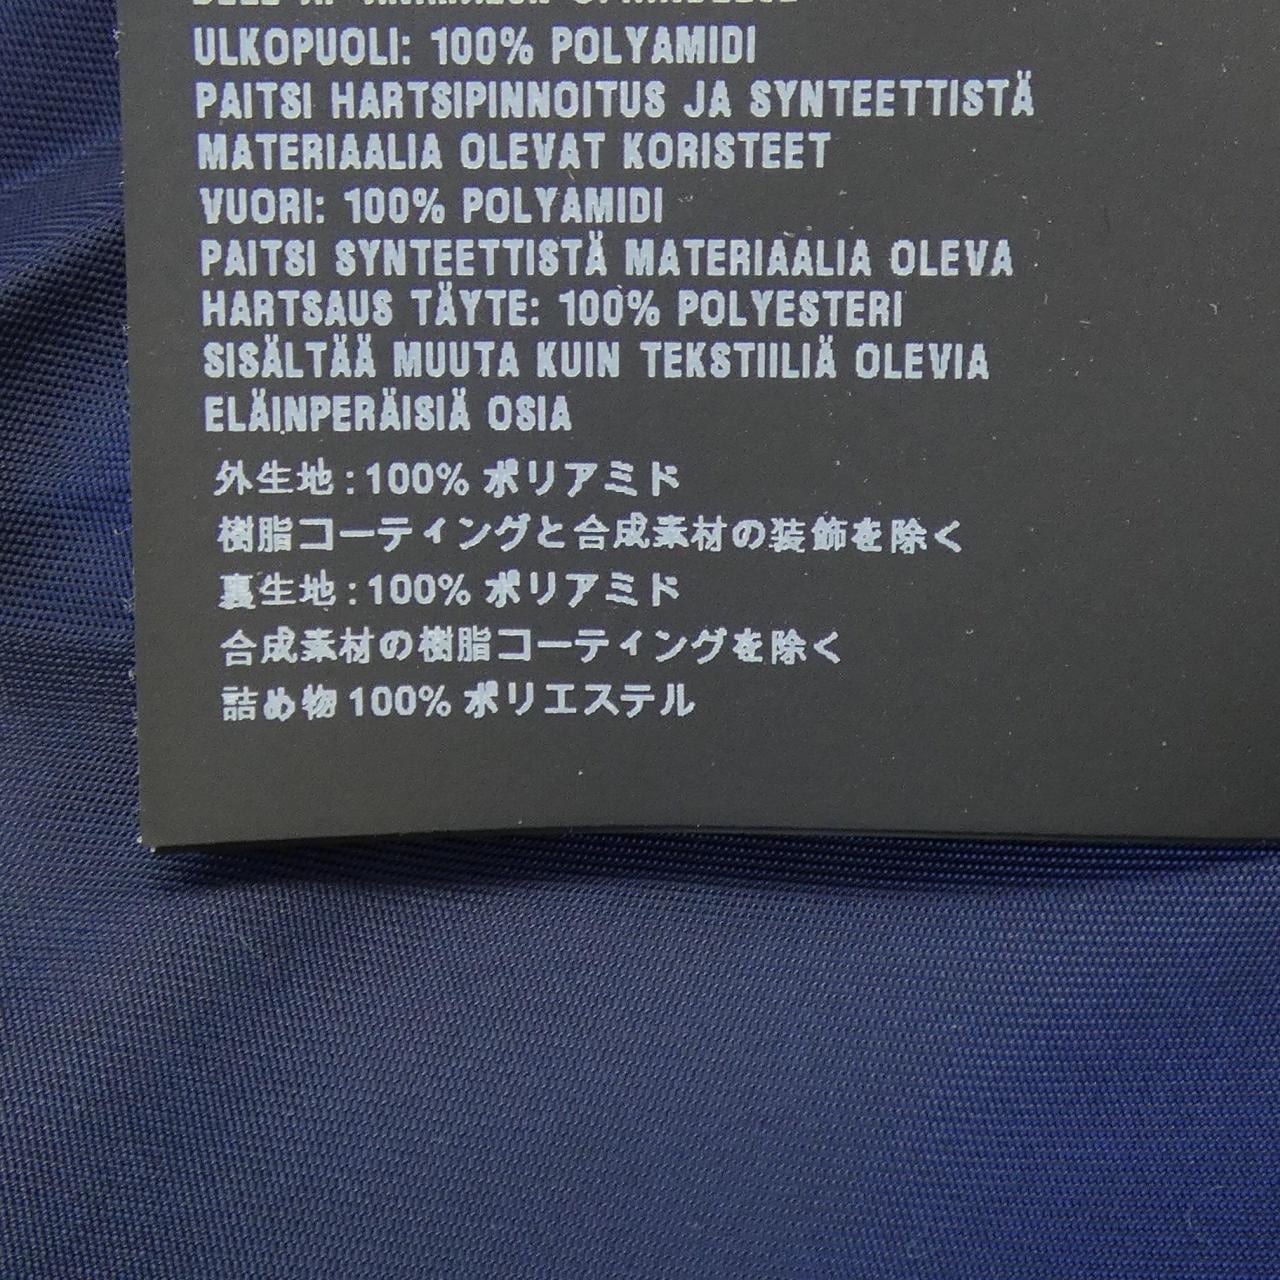 ULKOPUOLI: 100% POLYAMIDI
PAITSI HARTSIPINNOITUS JA SYNTEETTISTÄ
MATERIAALIA OLEVAT KORISTEET
VUORI: 100% POLYAMIDI
PAITSI SYNTEETTISTÄ MATERIAALIA OLEVA
HARTSAUS TÄYTE: 100% POLYESTERI
SISÄLTÄÄ MUUTA KUIN TEKSTIILIÄ OLEVIA
ELÄINPERÄISIÄ OSIA
外生地:100% ポリアミド
樹脂コーティングと合成素材の装飾を除く
裏生地:100% ポリアミド
合成素材の樹脂コーティングを除く
詰め物100% ポリエステル